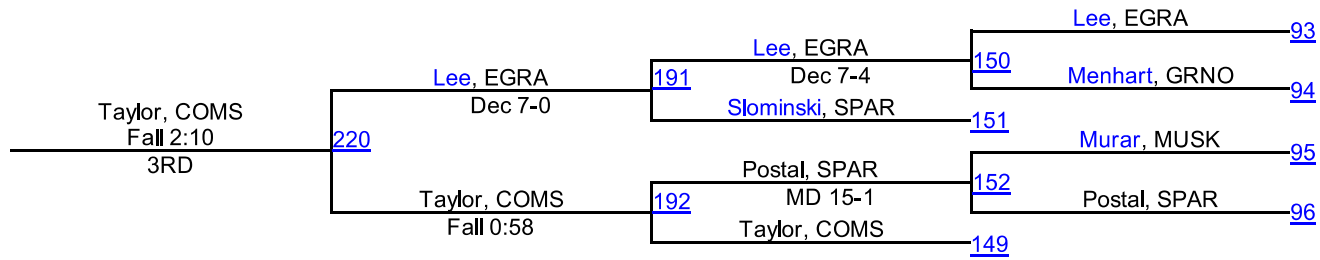 Lee, EGRA
93
Lee, EGRA
150
Dec 7-4
Menhart, GRNO
94
Lee, EGRA
191
Dec 7-0
Slominski, SPAR
151
Taylor, COMS
Fall 2:10
220
3RD
Murar, MUSK
95
Postal, SPAR
152
MD 15-1
Postal, SPAR
96
Taylor, COMS
192
Fall 0:58
Taylor, COMS
149